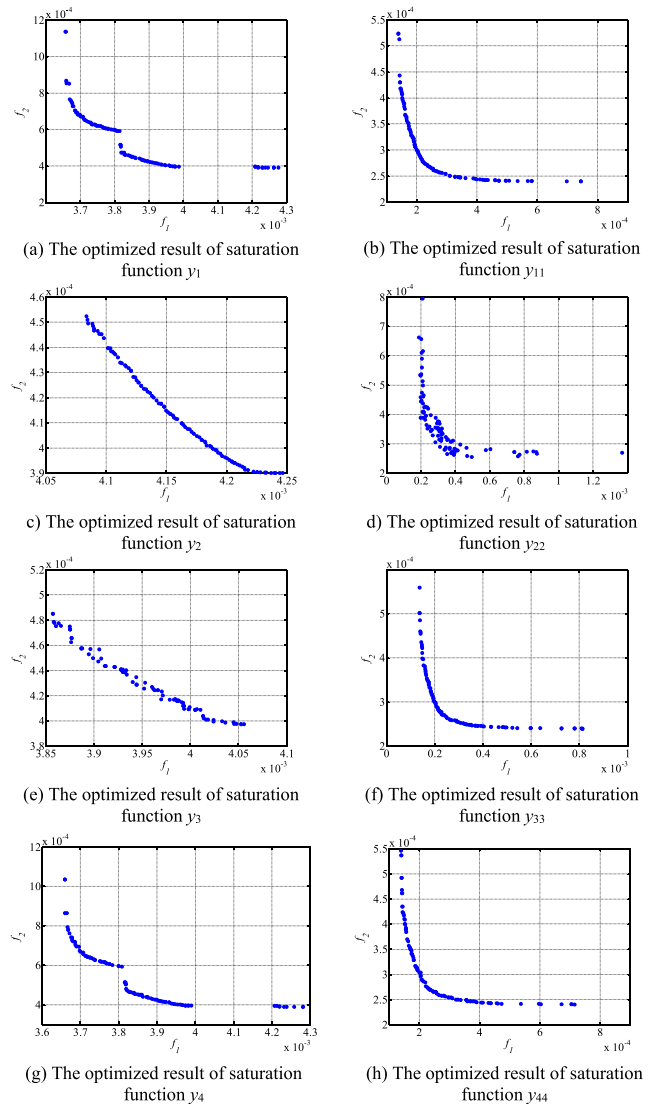 x 10⁻⁴
12
10
8
6
4
2
f₂
3.7 3.8 3.9 4 4.1 4.2 4.3
f₁
x 10⁻³
(a) The optimized result of saturation
function y₁
x 10⁻⁴
5.5
5
4.5
4
3.5
3
2.5
2
f₂
2 4 6 8
f₁
x 10⁻⁴
(b) The optimized result of saturation
function y₁₁
x 10⁻⁴
4.6
4.5
4.4
4.3
4.2
4.1
4
3.9
f₂
4.05 4.1 4.15 4.2 4.25
f₁
x 10⁻³
c) The optimized result of saturation
function y₂
x 10⁻⁴
8
7
6
5
4
3
2
f₂
0 0.2 0.4 0.6 0.8 1 1.2
f₁
x 10⁻³
d) The optimized result of saturation
function y₂₂
x 10⁻⁴
5.2
5
4.8
4.6
4.4
4.2
4
3.8
f₂
3.85 3.9 3.95 4 4.05 4.1
f₁
x 10⁻³
(e) The optimized result of saturation
function y₃
x 10⁻⁴
5
4
3
2
f₂
0 0.2 0.4 0.6 0.8 1
f₁
x 10⁻³
(f) The optimized result of saturation
function y₃₃
x 10⁻⁴
12
10
8
6
4
2
f₂
3.6 3.7 3.8 3.9 4 4.1 4.2 4.3
f₁
x 10⁻³
(g) The optimized result of saturation
function y₄
x 10⁻⁴
5.5
5
4.5
4
3.5
3
2.5
2
f₂
2 4 6 8
f₁
x 10⁻⁴
(h) The optimized result of saturation
function y₄₄